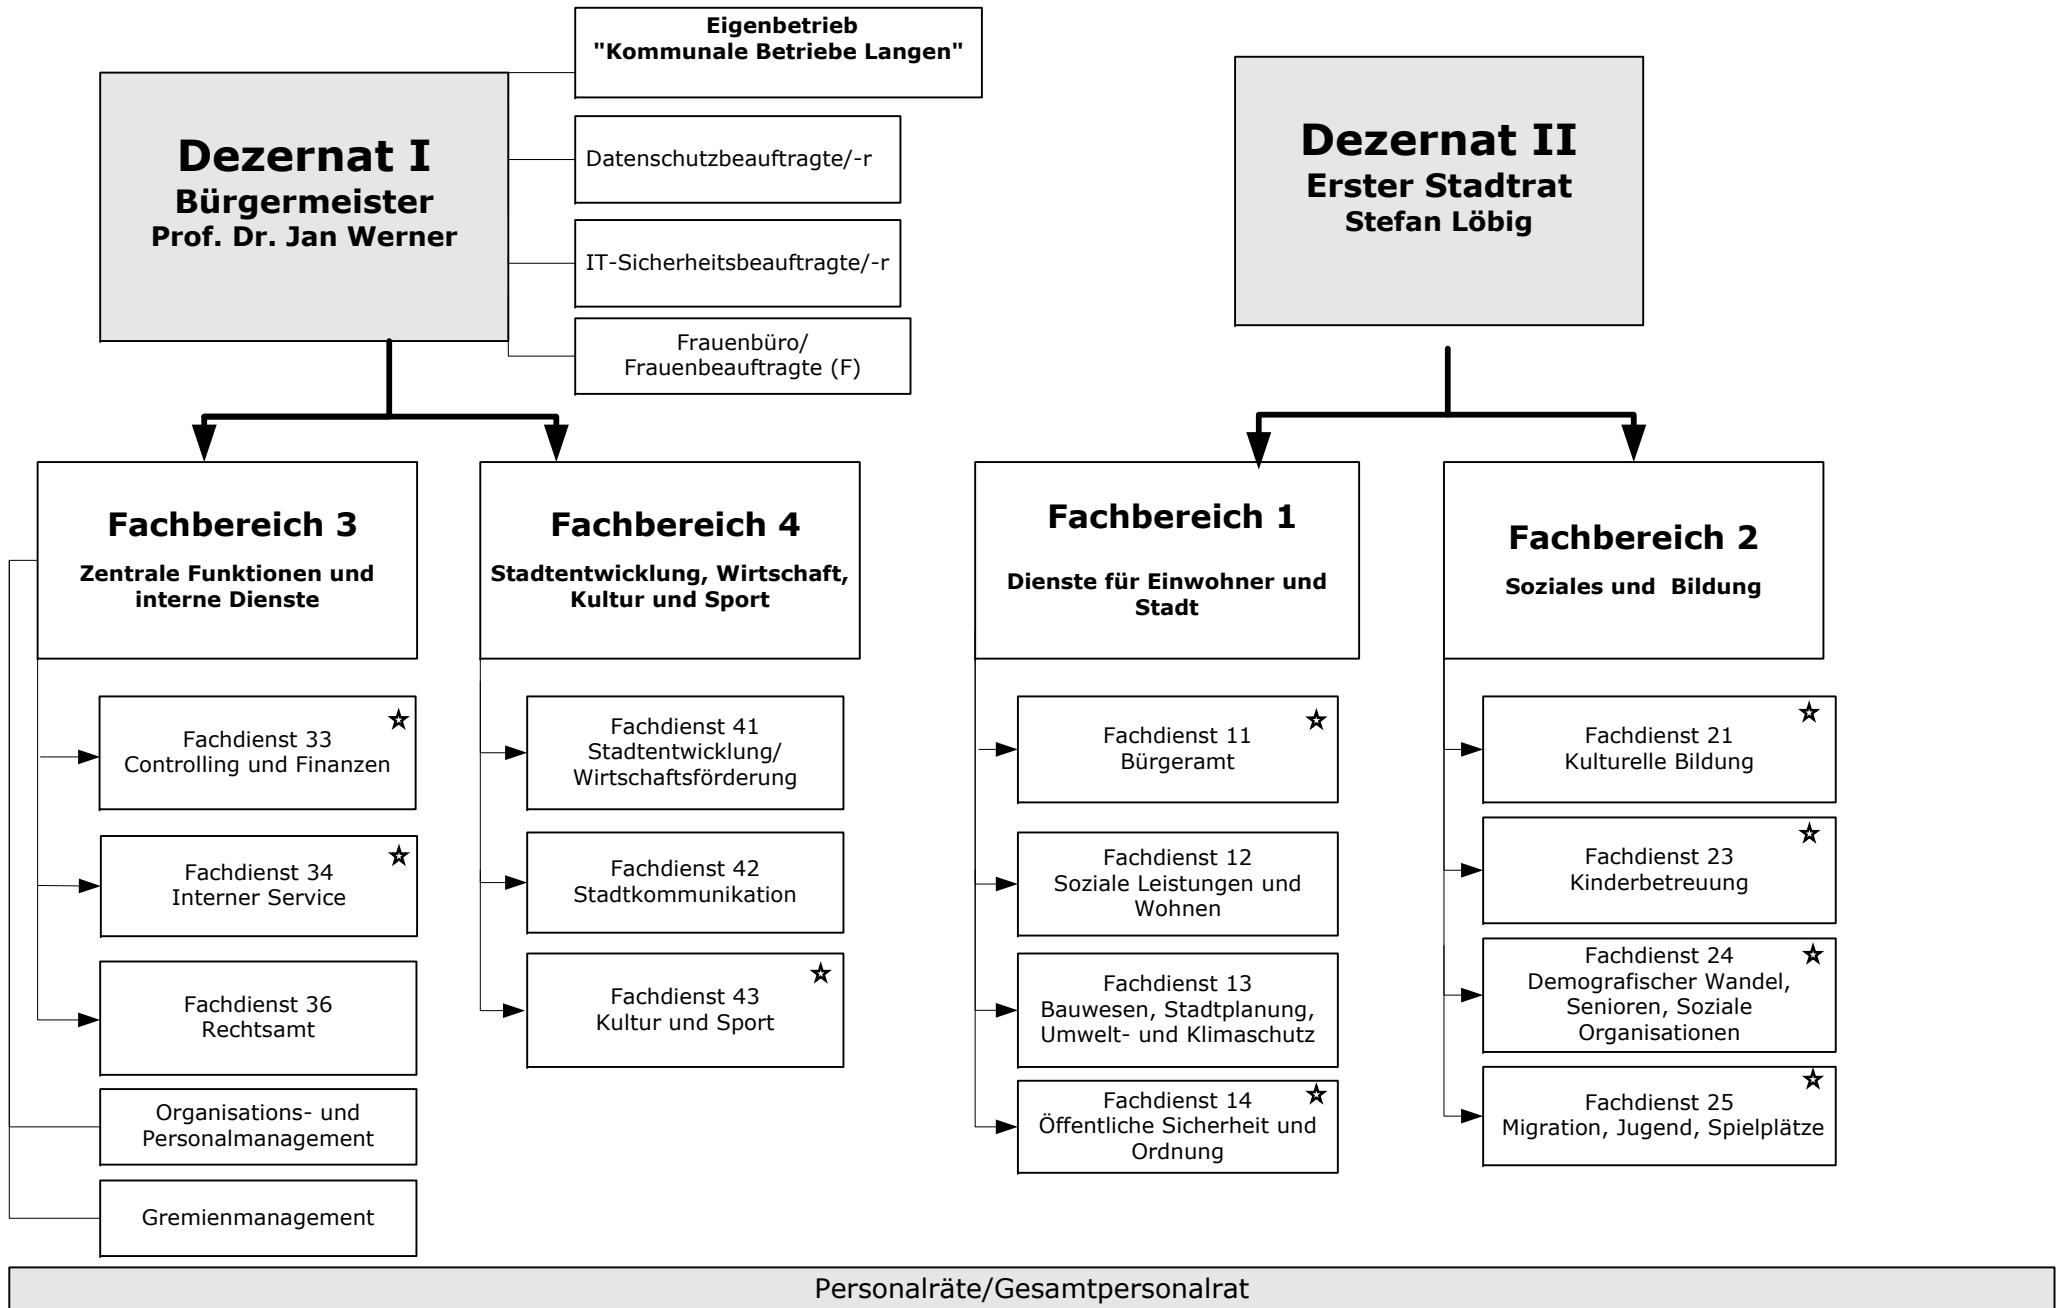 Eigenbetrieb
"Kommunale Betriebe Langen"
Dezernat I
Bürgermeister
Prof. Dr. Jan Werner
Datenschutzbeauftragte/-r
IT-Sicherheitsbeauftragte/-r
Frauenbüro/
Frauenbeauftragte (F)
Dezernat II
Erster Stadtrat
Stefan Löbig
Fachbereich 3
Zentrale Funktionen und
interne Dienste
Fachdienst 33
Controlling und Finanzen
Fachdienst 34
Interner Service
Fachdienst 36
Rechtsamt
Organisations- und
Personalmanagement
Gremienmanagement
Fachbereich 4
Stadtentwicklung, Wirtschaft,
Kultur und Sport
Fachdienst 41
Stadtentwicklung/
Wirtschaftsförderung
Fachdienst 42
Stadtkommunikation
Fachdienst 43
Kultur und Sport
Fachbereich 1
Dienste für Einwohner und
Stadt
Fachdienst 11
Bürgeramt
Fachdienst 12
Soziale Leistungen und
Wohnen
Fachdienst 13
Bauwesen, Stadtplanung,
Umwelt- und Klimaschutz
Fachdienst 14
Öffentliche Sicherheit und
Ordnung
Fachbereich 2
Soziales und Bildung
Fachdienst 21
Kulturelle Bildung
Fachdienst 23
Kinderbetreuung
Fachdienst 24
Demografischer Wandel,
Senioren, Soziale
Organisationen
Fachdienst 25
Migration, Jugend, Spielplätze
Personalräte/Gesamtpersonalrat